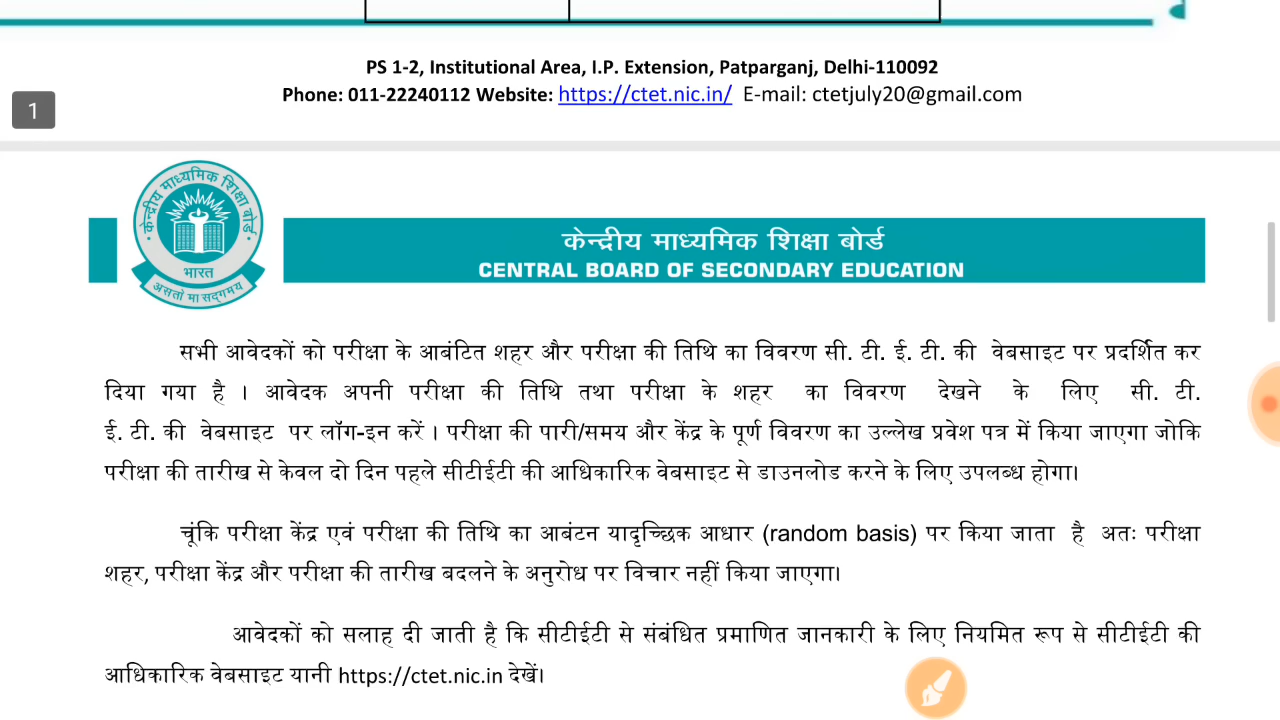 PS 1-2, Institutional Area, I.P. Extension, Patparganj, Delhi-110092
Phone: 011-22240112 Website: https://ctet.nic.in/ E-mail: ctetjuly20@gmail.com
1
केन्द्रीय माध्यमिक शिक्षा बोर्ड
भारत
असतो मा सद्गमय
केन्द्रीय माध्यमिक शिक्षा बोर्ड
CENTRAL BOARD OF SECONDARY EDUCATION
सभी आवेदकों को परीक्षा के आबंटित शहर और परीक्षा की तिथि का विवरण सी. टी. ई. टी. की वेबसाइट पर प्रदर्शित कर
दिया गया है । आवेदक अपनी परीक्षा की तिथि तथा परीक्षा के शहर का विवरण देखने के लिए सी. टी.
ई. टी. की वेबसाइट पर लॉग-इन करें । परीक्षा की पारी/समय और केंद्र के पूर्ण विवरण का उल्लेख प्रवेश पत्र में किया जाएगा जोकि
परीक्षा की तारीख से केवल दो दिन पहले सीटीईटी की आधिकारिक वेबसाइट से डाउनलोड करने के लिए उपलब्ध होगा।
चूंकि परीक्षा केंद्र एवं परीक्षा की तिथि का आबंटन यादृच्छिक आधार (random basis) पर किया जाता है अतः परीक्षा
शहर, परीक्षा केंद्र और परीक्षा की तारीख बदलने के अनुरोध पर विचार नहीं किया जाएगा।
आवेदकों को सलाह दी जाती है कि सीटीईटी से संबंधित प्रमाणित जानकारी के लिए नियमित रूप से सीटीईटी की
आधिकारिक वेबसाइट यानी https://ctet.nic.in देखें।